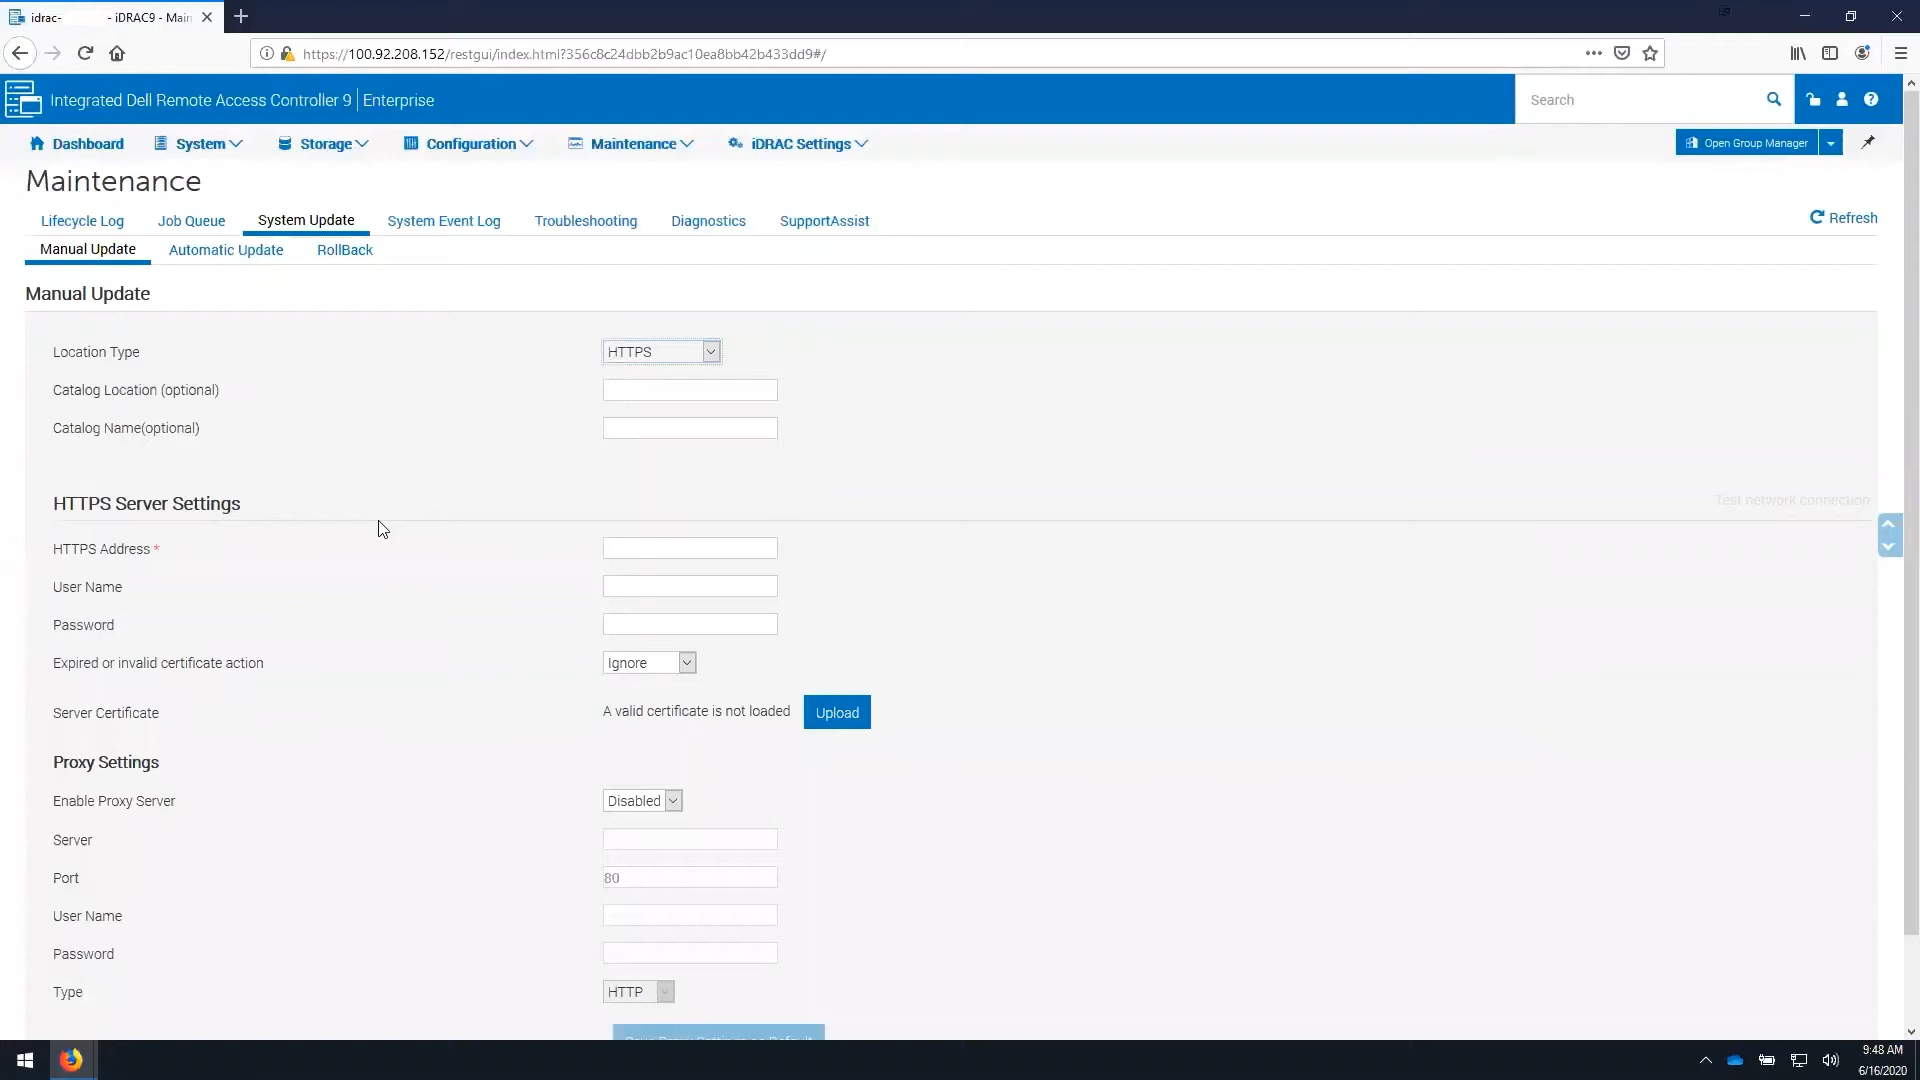 idrac- - iDRAC9 - Main
https://100.92.208.152/restgui/index.html?356c8c24dbb2b9ac10ea8bb42b433dd9#/
Integrated Dell Remote Access Controller 9 | Enterprise
Search
Dashboard System Storage Configuration Maintenance iDRAC Settings Open Group Manager
Maintenance
Lifecycle Log Job Queue System Update System Event Log Troubleshooting Diagnostics SupportAssist Refresh
Manual Update Automatic Update RollBack
Manual Update
Location Type HTTPS
Catalog Location (optional)
Catalog Name(optional)
HTTPS Server Settings Test network connection
HTTPS Address *
User Name
Password
Expired or invalid certificate action Ignore
Server Certificate A valid certificate is not loaded Upload
Proxy Settings
Enable Proxy Server Disabled
Server
Port 80
User Name
Password
Type HTTP
9:48 AM
6/16/2020